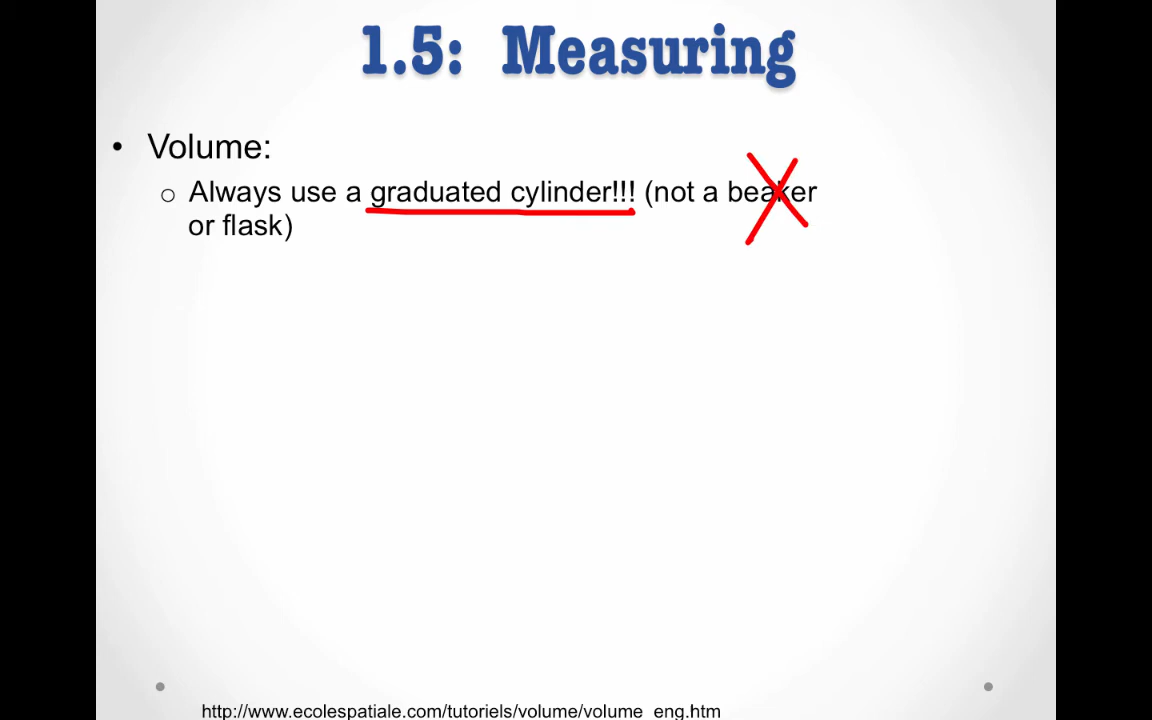 1.5: Measuring
• Volume:
o Always use a graduated cylinder!!! (not a beaker
or flask)
http://www.ecolespatiale.com/tutoriels/volume/volume_eng.htm